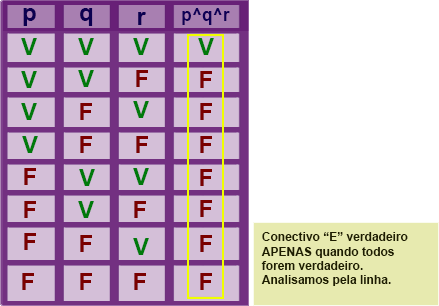 p q r p^q^r
V V V V
V V F F
V F V F
V F F F
F V V F
F V F F
F F V F
F F F F
Conectivo “E” verdadeiro
APENAS quando todos
forem verdadeiro.
Analisamos pela linha.